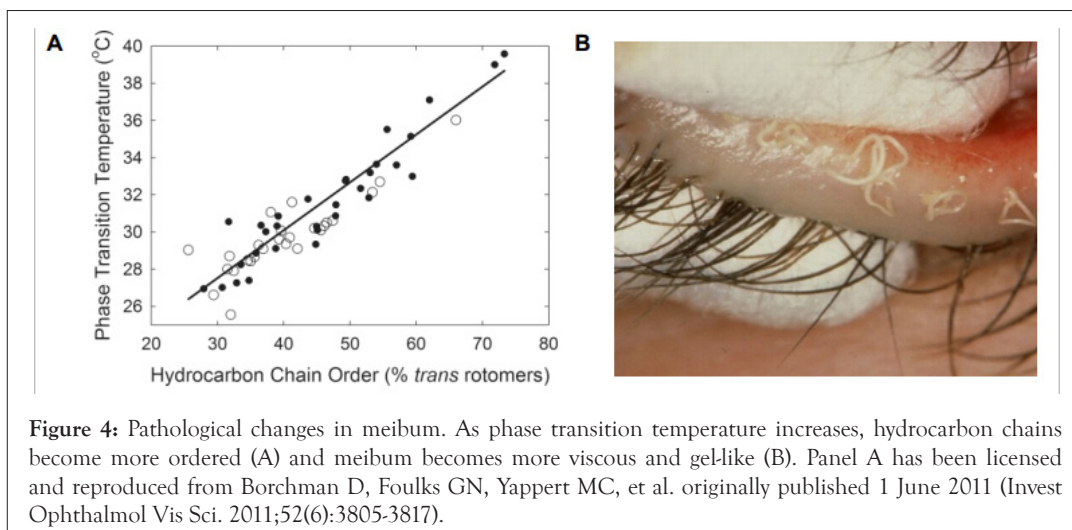 A
B
Phase Transition Temperature (°C)
40
38
36
34
32
30
28
26
20
30
40
50
60
70
80
Hydrocarbon Chain Order (% trans rotomers)
Figure 4: Pathological changes in meibum. As phase transition temperature increases, hydrocarbon chains
become more ordered (A) and meibum becomes more viscous and gel-like (B). Panel A has been licensed
and reproduced from Borchman D, Foulks GN, Yappert MC, et al. originally published 1 June 2011 (Invest
Ophthalmol Vis Sci. 2011;52(6):3805-3817).